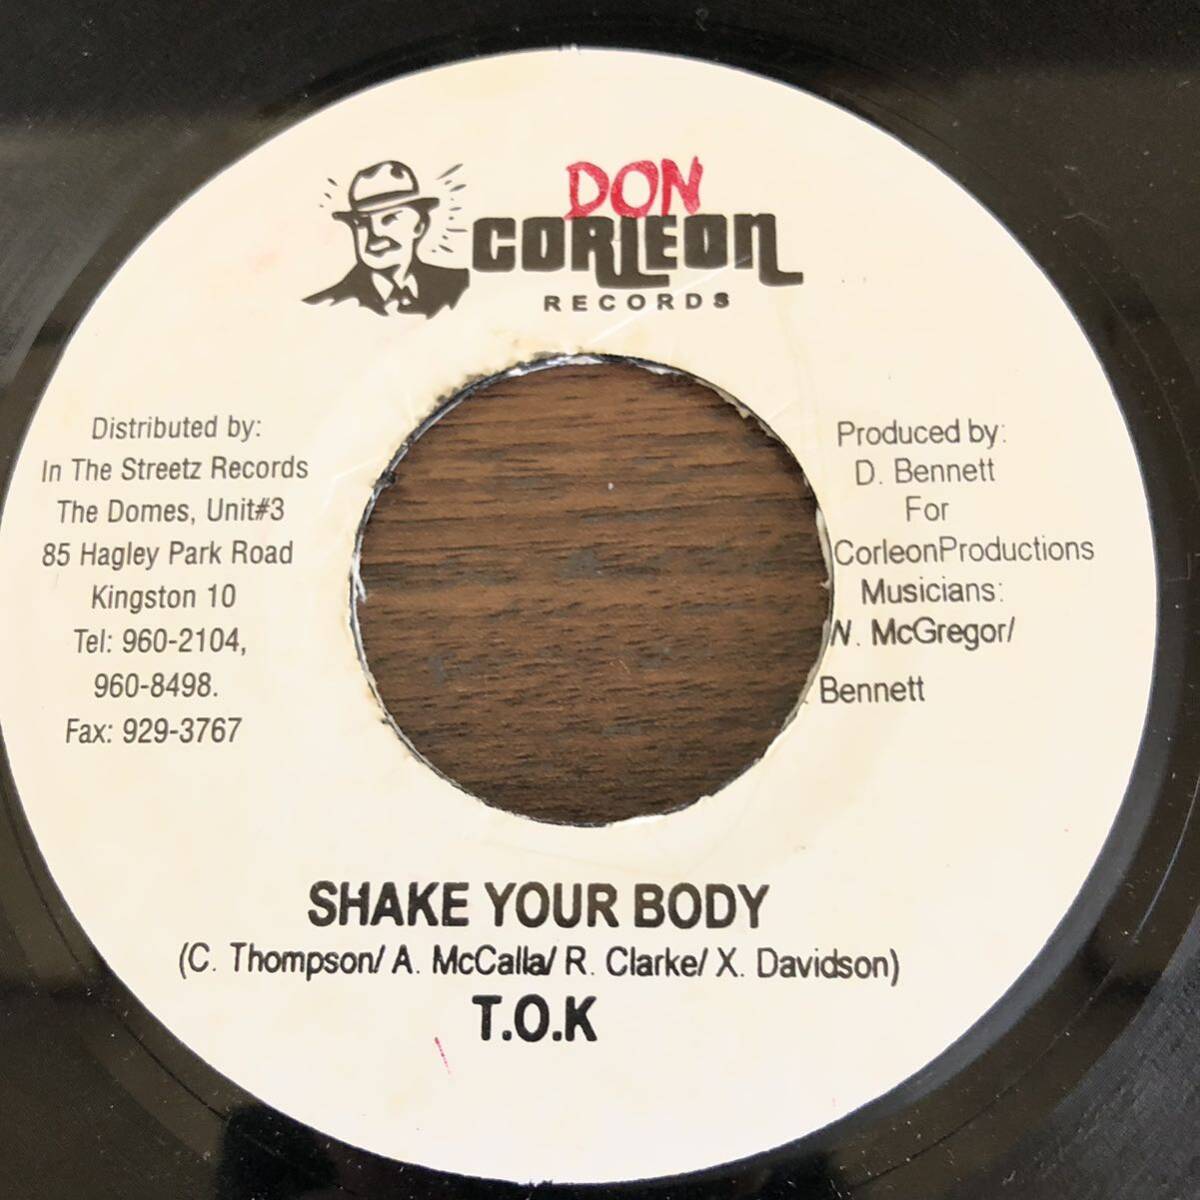 DON
CORLEON
RECORDS
Distributed by:
In The Streetz Records
The Domes, Unit#3
85 Hagley Park Road
Kingston 10
Tel: 960-2104,
960-8498.
Fax: 929-3767
Produced by:
D. Bennett
For
CorleonProductions
Musicians:
W. McGregor/
Bennett
SHAKE YOUR BODY
(C. Thompson/ A. McCalla/ R. Clarke/ X. Davidson)
T.O.K